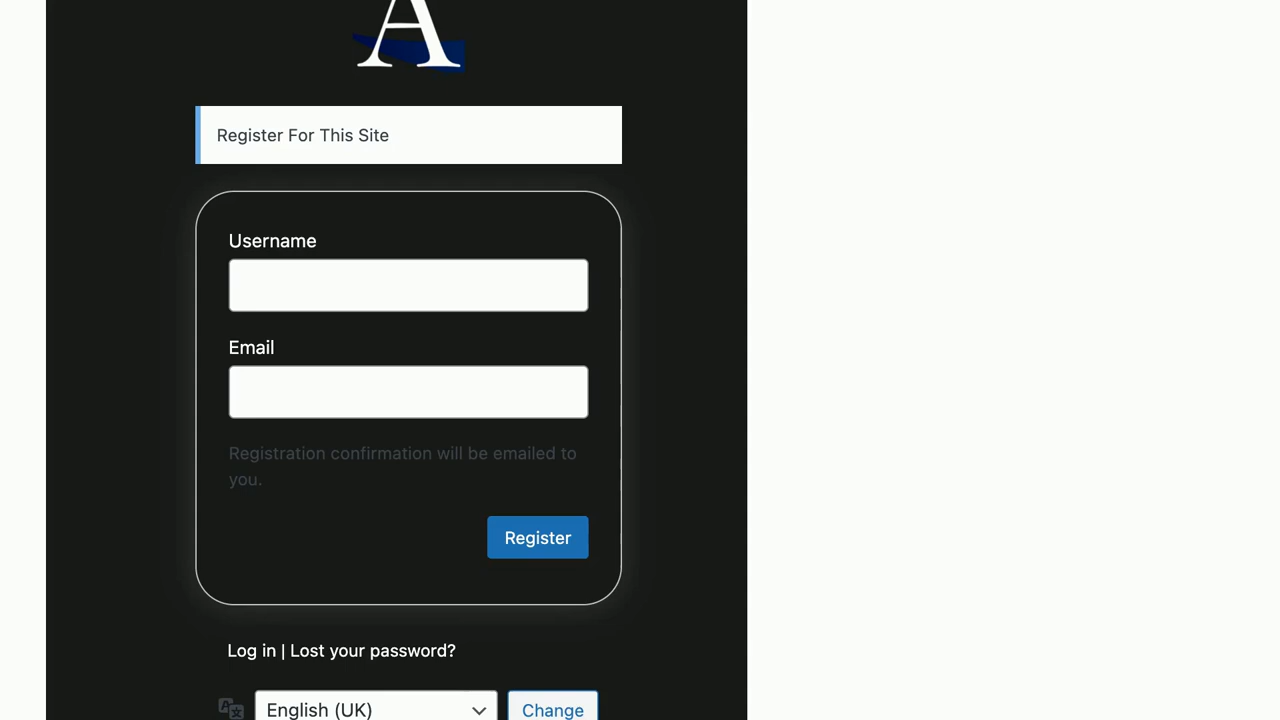 A
Register For This Site
Username
Email
Registration confirmation will be emailed to
you.
Register
Log in | Lost your password?
English (UK)
Change